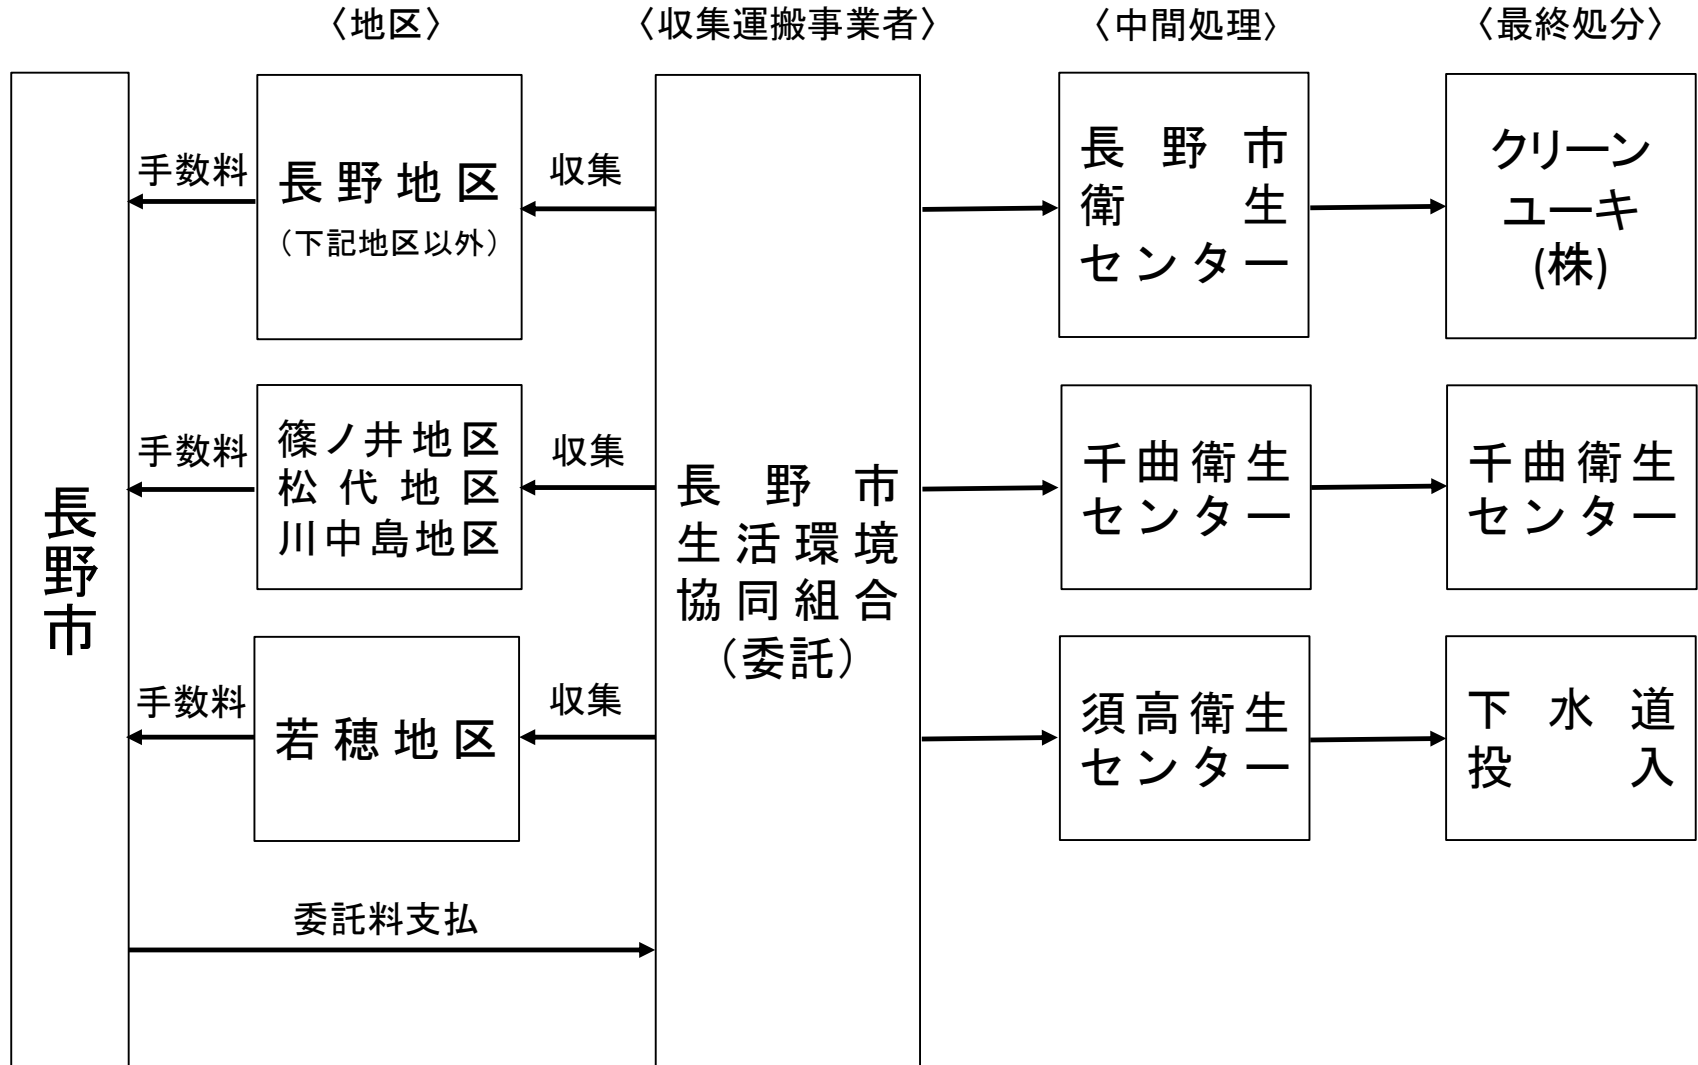 〈地区〉
〈収集運搬事業者〉
〈中間処理〉
〈最終処分〉
長野市
手数料
長野地区
（下記地区以外）
収集
長野市
衛生
センター
クリーン
ユーキ
(株)
手数料
篠ノ井地区
松代地区
川中島地区
収集
長野市
生活環境
協同組合
（委託）
千曲衛生
センター
千曲衛生
センター
手数料
若穂地区
収集
須高衛生
センター
下水道
投入
委託料支払